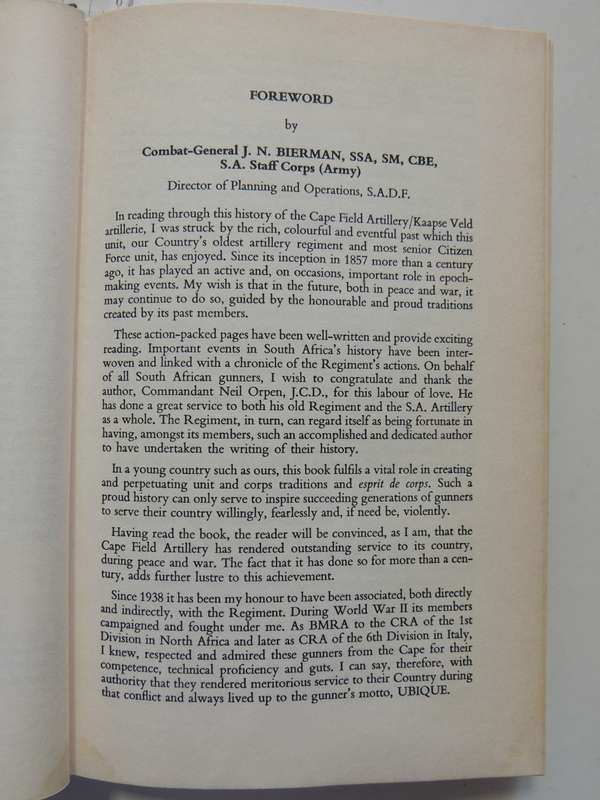 FOREWORD
by
Combat-General J. N. BIERMAN, SSA, SM, CBE,
S.A. Staff Corps (Army)
Director of Planning and Operations, S.A.D.F.
In reading through this history of the Cape Field Artillery/Kaapse Veld
artillerie, I was struck by the rich, colourful and eventful past which this
unit, our Country's oldest artillery regiment and most senior Citizen
Force unit, has enjoyed. Since its inception in 1857 more than a century
ago, it has played an active and, on occasions, important role in epoch-
making events. My wish is that in the future, both in peace and war, it
may continue to do so, guided by the honourable and proud traditions
created by its past members.
These action-packed pages have been well-written and provide exciting
reading. Important events in South Africa's history have been inter-
woven and linked with a chronicle of the Regiment's actions. On behalf
of all South African gunners, I wish to congratulate and thank the
author, Commandant Neil Orpen, J.C.D., for this labour of love. He
has done a great service to both his old Regiment and the S.A. Artillery
as a whole. The Regiment, in turn, can regard itself as being fortunate in
having, amongst its members, such an accomplished and dedicated author
to have undertaken the writing of their history.
In a young country such as ours, this book fulfils a vital role in creating
and perpetuating unit and corps traditions and esprit de corps. Such a
proud history can only serve to inspire succeeding generations of gunners
to serve their country willingly, fearlessly and, if need be, violently.
Having read the book, the reader will be convinced, as I am, that the
Cape Field Artillery has rendered outstanding service to its country,
during peace and war. The fact that it has done so for more than a cen-
tury, adds further lustre to this achievement.
Since 1938 it has been my honour to have been associated, both directly
and indirectly, with the Regiment. During World War II its members
campaigned and fought under me. As BMRA to the CRA of the 1st
Division in North Africa and later as CRA of the 6th Division in Italy,
I knew, respected and admired these gunners from the Cape for their
competence, technical proficiency and guts. I can say, therefore, with
authority that they rendered meritorious service to their Country during
that conflict and always lived up to the gunner's motto, UBIQUE.